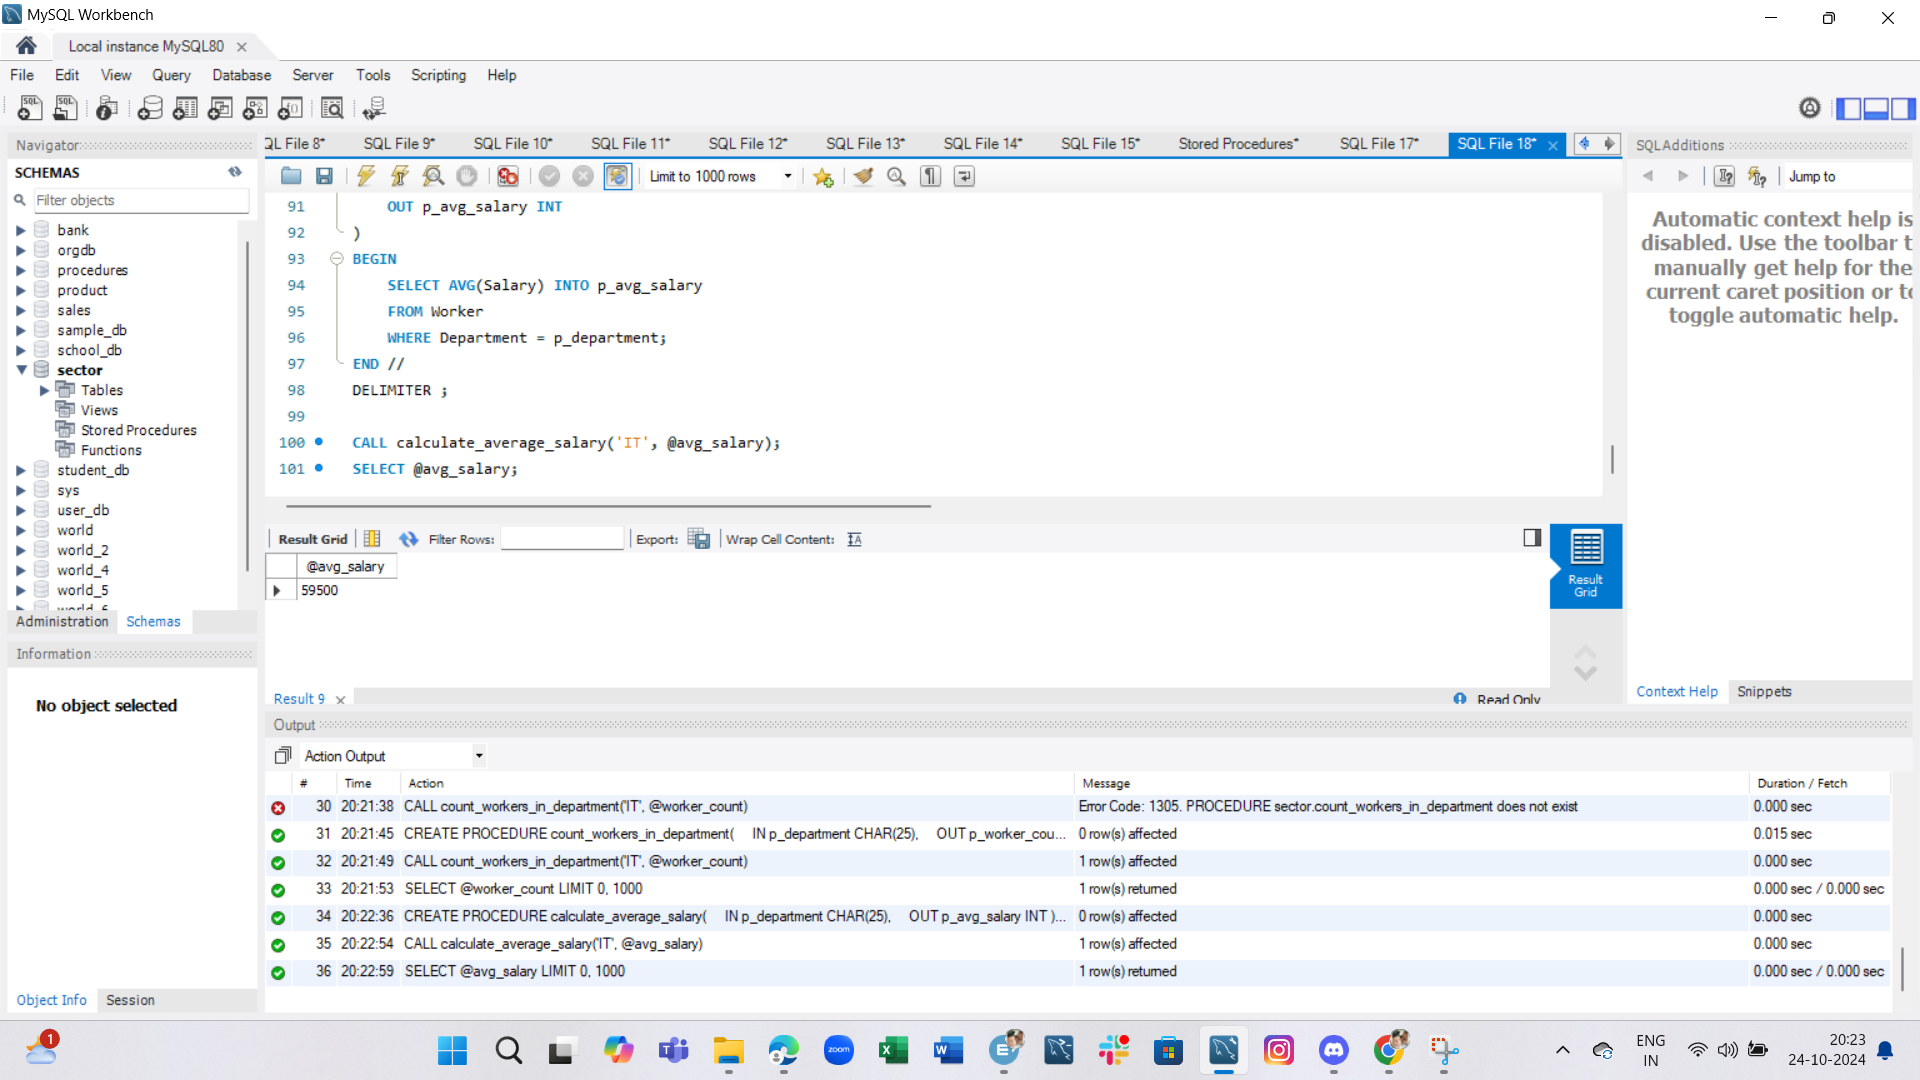 MySQL Workbench
Local instance MySQL80
File Edit View Query Database Server Tools Scripting Help
Navigator
SCHEMAS
Filter objects
bank
orgdb
procedures
product
sales
sample_db
school_db
sector
Tables
Views
Stored Procedures
Functions
student_db
sys
user_db
world
world_2
world_4
world_5
world_6
Administration Schemas
Information
No object selected
Object Info Session
QL File 8* SQL File 9* SQL File 10* SQL File 11* SQL File 12* SQL File 13* SQL File 14* SQL File 15* Stored Procedures* SQL File 17* SQL File 18*
Limit to 1000 rows
91 OUT p_avg_salary INT
92 )
93 BEGIN
94 SELECT AVG(Salary) INTO p_avg_salary
95 FROM Worker
96 WHERE Department = p_department;
97 END //
98 DELIMITER ;
99
100 CALL calculate_average_salary('IT', @avg_salary);
101 SELECT @avg_salary;
Result Grid Filter Rows: Export: Wrap Cell Content:
@avg_salary
59500
Result Grid
Result 9 Read Only
SQLAdditions
Jump to
Automatic context help is
disabled. Use the toolbar t
manually get help for the
current caret position or to
toggle automatic help.
Context Help Snippets
Output
Action Output
# Time Action Message Duration / Fetch
30 20:21:38 CALL count_workers_in_department('IT', @worker_count) Error Code: 1305. PROCEDURE sector.count_workers_in_department does not exist 0.000 sec
31 20:21:45 CREATE PROCEDURE count_workers_in_department( IN p_department CHAR(25), OUT p_worker_cou... 0 row(s) affected 0.015 sec
32 20:21:49 CALL count_workers_in_department('IT', @worker_count) 1 row(s) affected 0.000 sec
33 20:21:53 SELECT @worker_count LIMIT 0, 1000 1 row(s) returned 0.000 sec / 0.000 sec
34 20:22:36 CREATE PROCEDURE calculate_average_salary( IN p_department CHAR(25), OUT p_avg_salary INT )... 0 row(s) affected 0.000 sec
35 20:22:54 CALL calculate_average_salary('IT', @avg_salary) 1 row(s) affected 0.000 sec
36 20:22:59 SELECT @avg_salary LIMIT 0, 1000 1 row(s) returned 0.000 sec / 0.000 sec
1
zoom
ENG
IN
20:23
24-10-2024